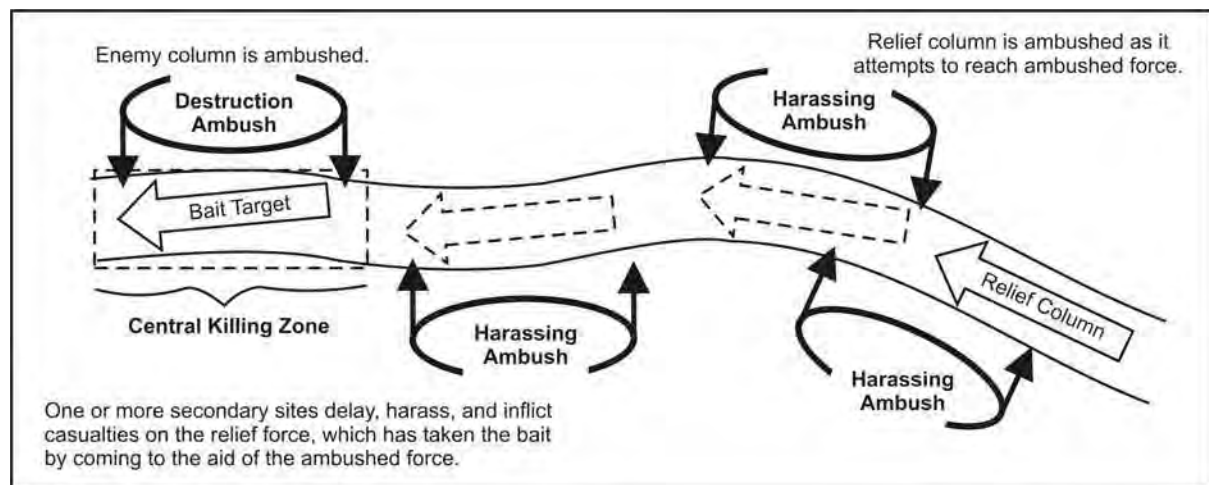 Enemy column is ambushed.
Relief column is ambushed as it
attempts to reach ambushed force.
Destruction
Ambush
Harassing
Ambush
Bait Target
Relief Column
Central Killing Zone
Harassing
Ambush
Harassing
Ambush
One or more secondary sites delay, harass, and inflict
casualties on the relief force, which has taken the bait
by coming to the aid of the ambushed force.